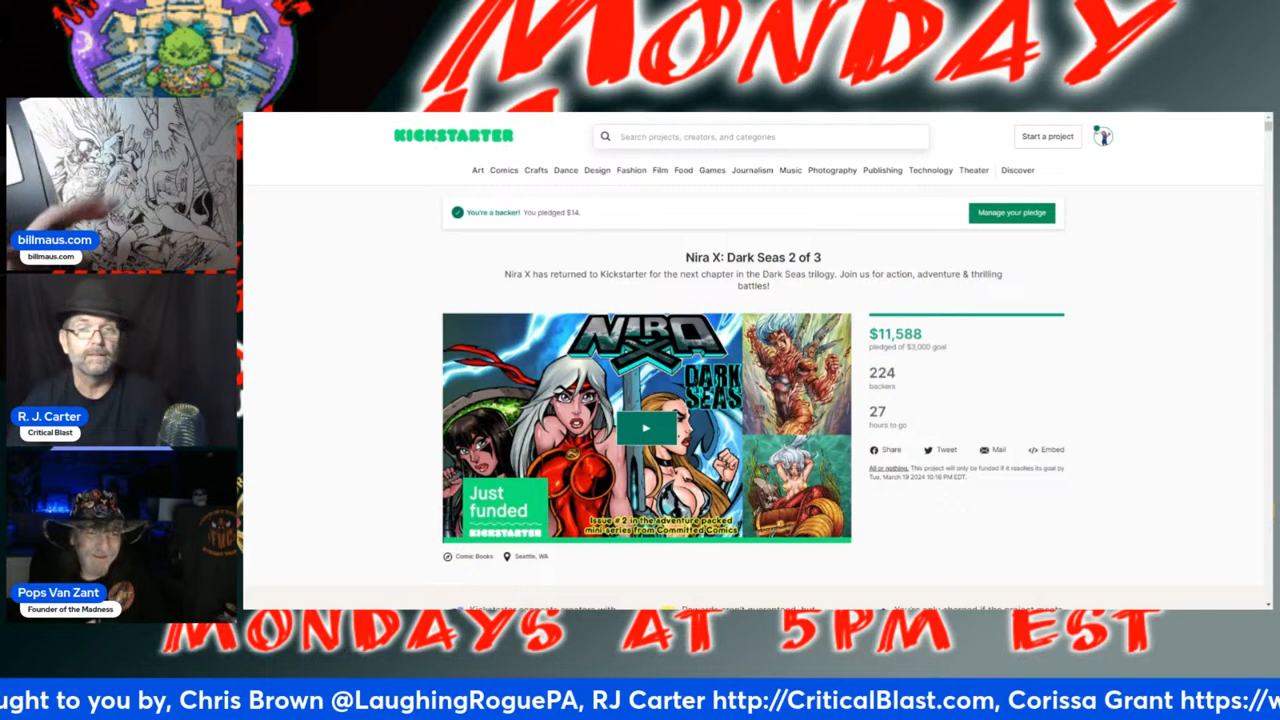 MONDAY
billmaus.com
billmaus.com
R. J. Carter
Critical Blast
Pops Van Zant
Founder of the Madness
KICKSTARTER
Search projects, creators, and categories
Start a project
Art Comics Crafts Dance Design Fashion Film Food Games Journalism Music Photography Publishing Technology Theater Discover
You're a backer! You pledged $14.
Manage your pledge
Nira X: Dark Seas 2 of 3
Nira X has returned to Kickstarter for the next chapter in the Dark Seas trilogy. Join us for action, adventure & thrilling
battles!
NIRA
X
DARK
SEAS
Just
funded
KICKSTARTER
Issue #2 in the adventure packed
mini-series from Committed Comics
$11,588
pledged of $3,000 goal
224
backers
27
hours to go
Share Tweet Mail Embed
All or nothing. This project will only be funded if it reaches its goal by
Tue, March 19 2024 10:16 PM EDT.
Comic Books Seattle, WA
MONDAYS AT 5PM EST
ught to you by, Chris Brown @LaughingRoguePA, RJ Carter http://CriticalBlast.com, Corissa Grant https://w